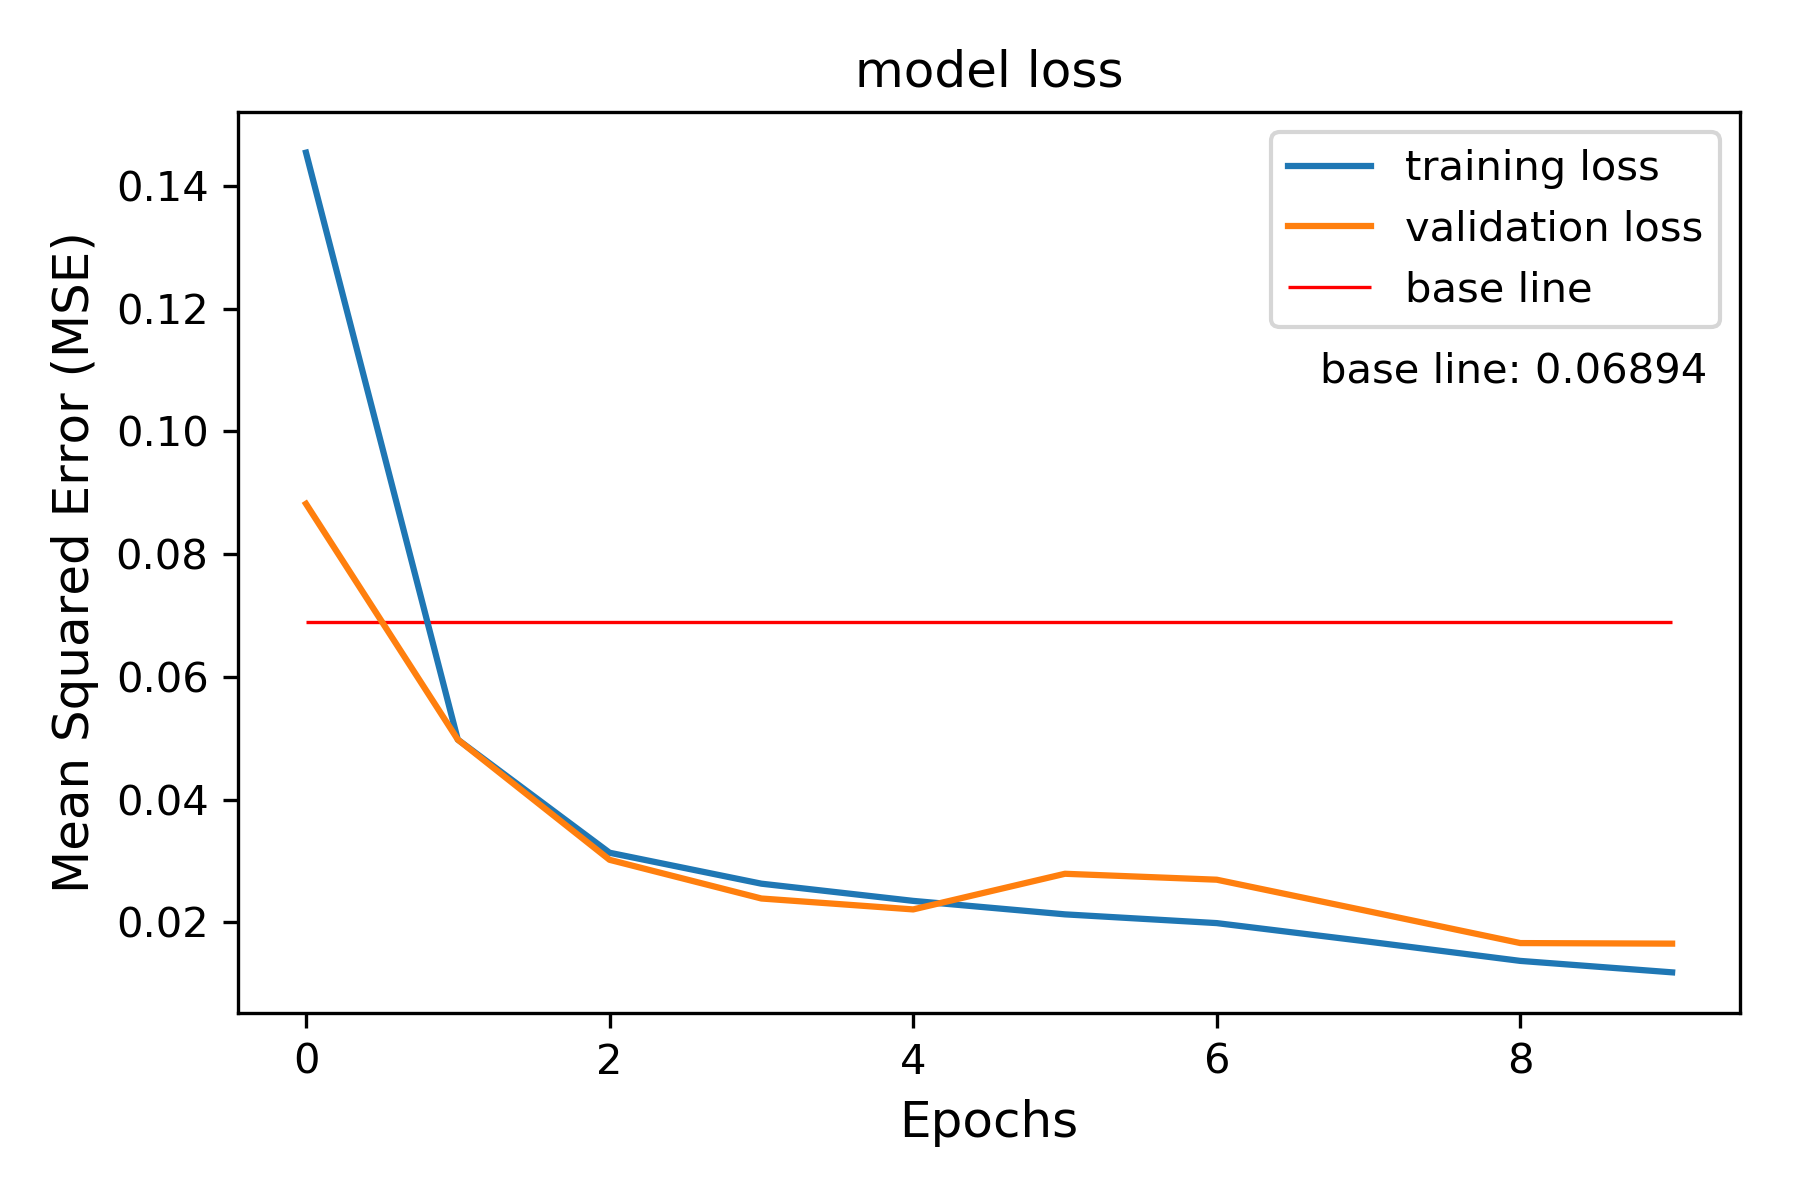 model loss
training loss
validation loss
base line
base line: 0.06894
Mean Squared Error (MSE)
0.14
0.12
0.10
0.08
0.06
0.04
0.02
0 2 4 6 8
Epochs